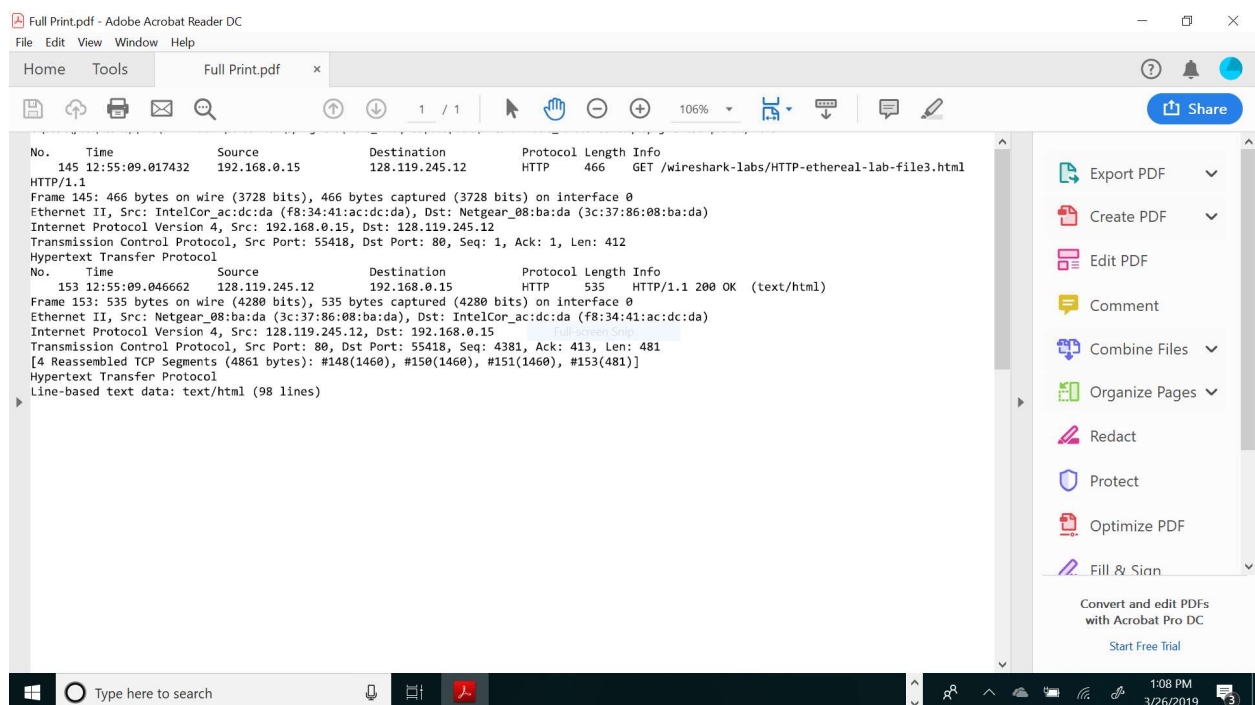 Full Print.pdf - Adobe Acrobat Reader DC
File Edit View Window Help
Home Tools Full Print.pdf ×
1 / 1 106% Share
No. Time Source Destination Protocol Length Info
145 12:55:09.017432 192.168.0.15 128.119.245.12 HTTP 466 GET /wireshark-labs/HTTP-ethereal-lab-file3.html
HTTP/1.1
Frame 145: 466 bytes on wire (3728 bits), 466 bytes captured (3728 bits) on interface 0
Ethernet II, Src: IntelCor_ac:dc:da (f8:34:41:ac:dc:da), Dst: Netgear_08:ba:da (3c:37:86:08:ba:da)
Internet Protocol Version 4, Src: 192.168.0.15, Dst: 128.119.245.12
Transmission Control Protocol, Src Port: 55418, Dst Port: 80, Seq: 1, Ack: 1, Len: 412
Hypertext Transfer Protocol
No. Time Source Destination Protocol Length Info
153 12:55:09.046662 128.119.245.12 192.168.0.15 HTTP 535 HTTP/1.1 200 OK (text/html)
Frame 153: 535 bytes on wire (4280 bits), 535 bytes captured (4280 bits) on interface 0
Ethernet II, Src: Netgear_08:ba:da (3c:37:86:08:ba:da), Dst: IntelCor_ac:dc:da (f8:34:41:ac:dc:da)
Internet Protocol Version 4, Src: 128.119.245.12, Dst: 192.168.0.15
Full-screen Snip
Transmission Control Protocol, Src Port: 80, Dst Port: 55418, Seq: 4381, Ack: 413, Len: 481
[4 Reassembled TCP Segments (4861 bytes): #148(1460), #150(1460), #151(1460), #153(481)]
Hypertext Transfer Protocol
Line-based text data: text/html (98 lines)
Export PDF
Create PDF
Edit PDF
Comment
Combine Files
Organize Pages
Redact
Protect
Optimize PDF
Fill & Sign
Convert and edit PDFs
with Acrobat Pro DC
Start Free Trial
Type here to search
1:08 PM
3/26/2019
3